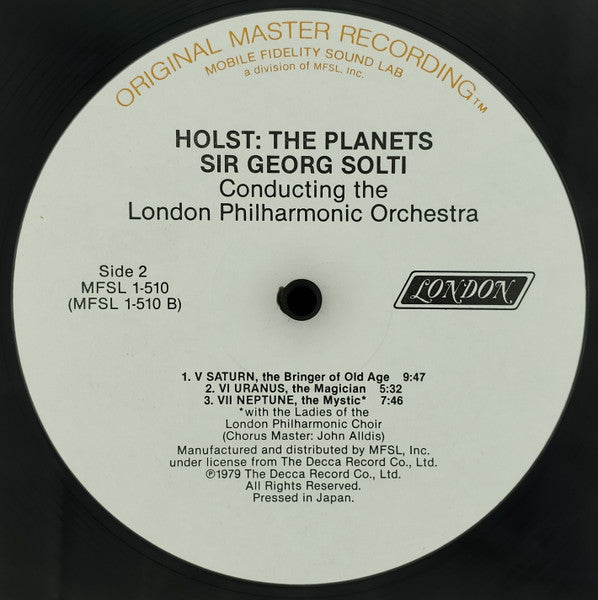 ORIGINAL MASTER RECORDING™
MOBILE FIDELITY SOUND LAB
a division of MFSL, Inc.
HOLST: THE PLANETS
SIR GEORG SOLTI
Conducting the
London Philharmonic Orchestra
Side 2
MFSL 1-510
(MFSL 1-510 B)
LONDON
1. V SATURN, the Bringer of Old Age 9:47
2. VI URANUS, the Magician 5:32
3. VII NEPTUNE, the Mystic* 7:46
*with the Ladies of the
London Philharmonic Choir
(Chorus Master: John Alldis)
Manufactured and distributed by MFSL, Inc.
under license from The Decca Record Co., Ltd.
℗1979 The Decca Record Co., Ltd.
All Rights Reserved.
Pressed in Japan.